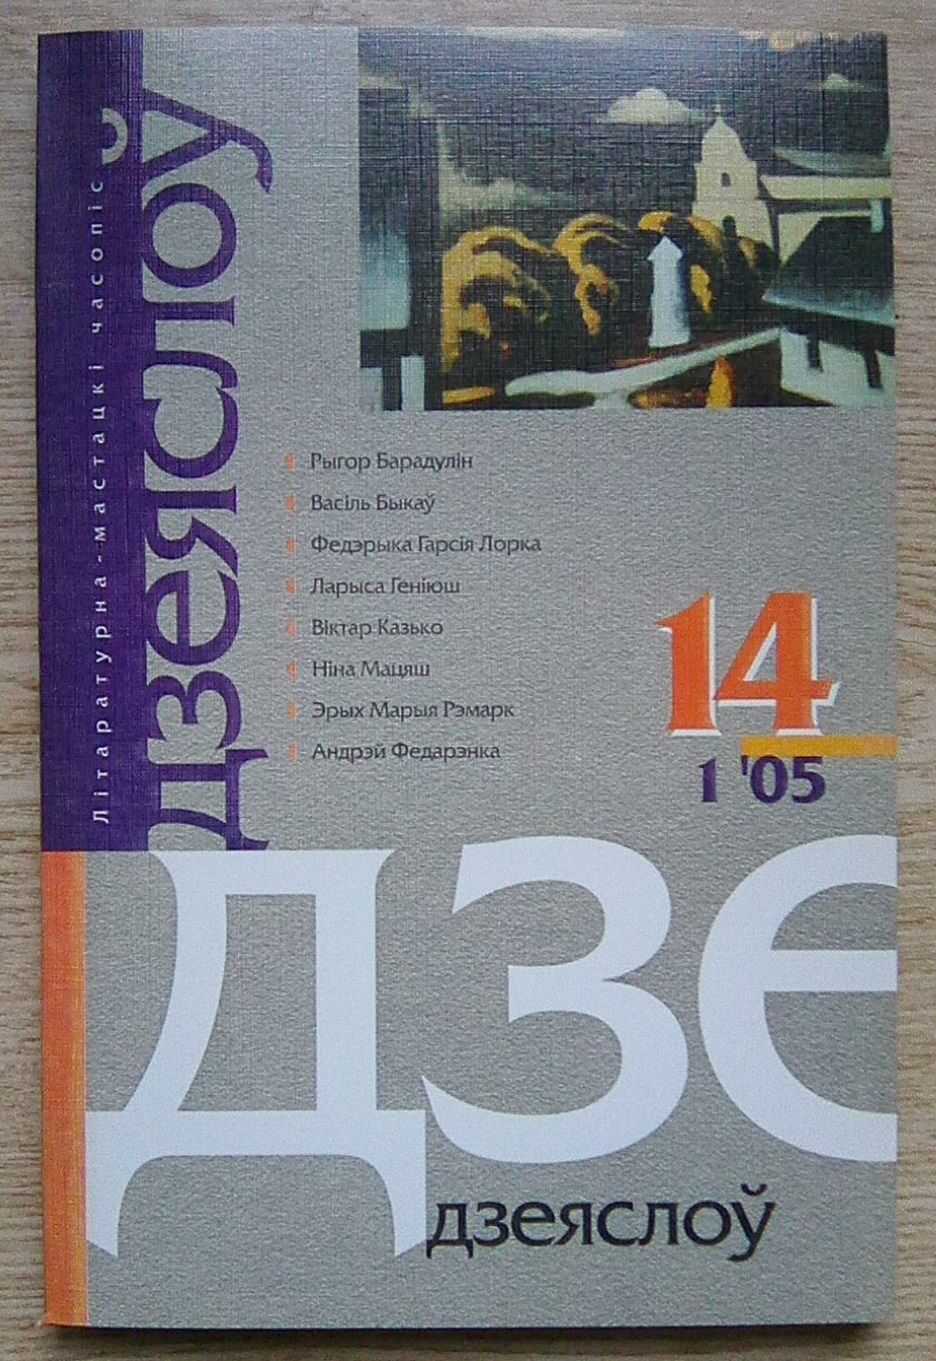 Літаратурна-мастацкі часопіс
дзеяслоў
Рыгор Барадулін
Васіль Быкаў
Федэрыка Гарсія Лорка
Ларыса Геніюш
Віктар Казько
Ніна Мацяш
Эрых Марыя Рэмарк
Андрэй Федарэнка
14
1 '05
дзе
дзеяслоў